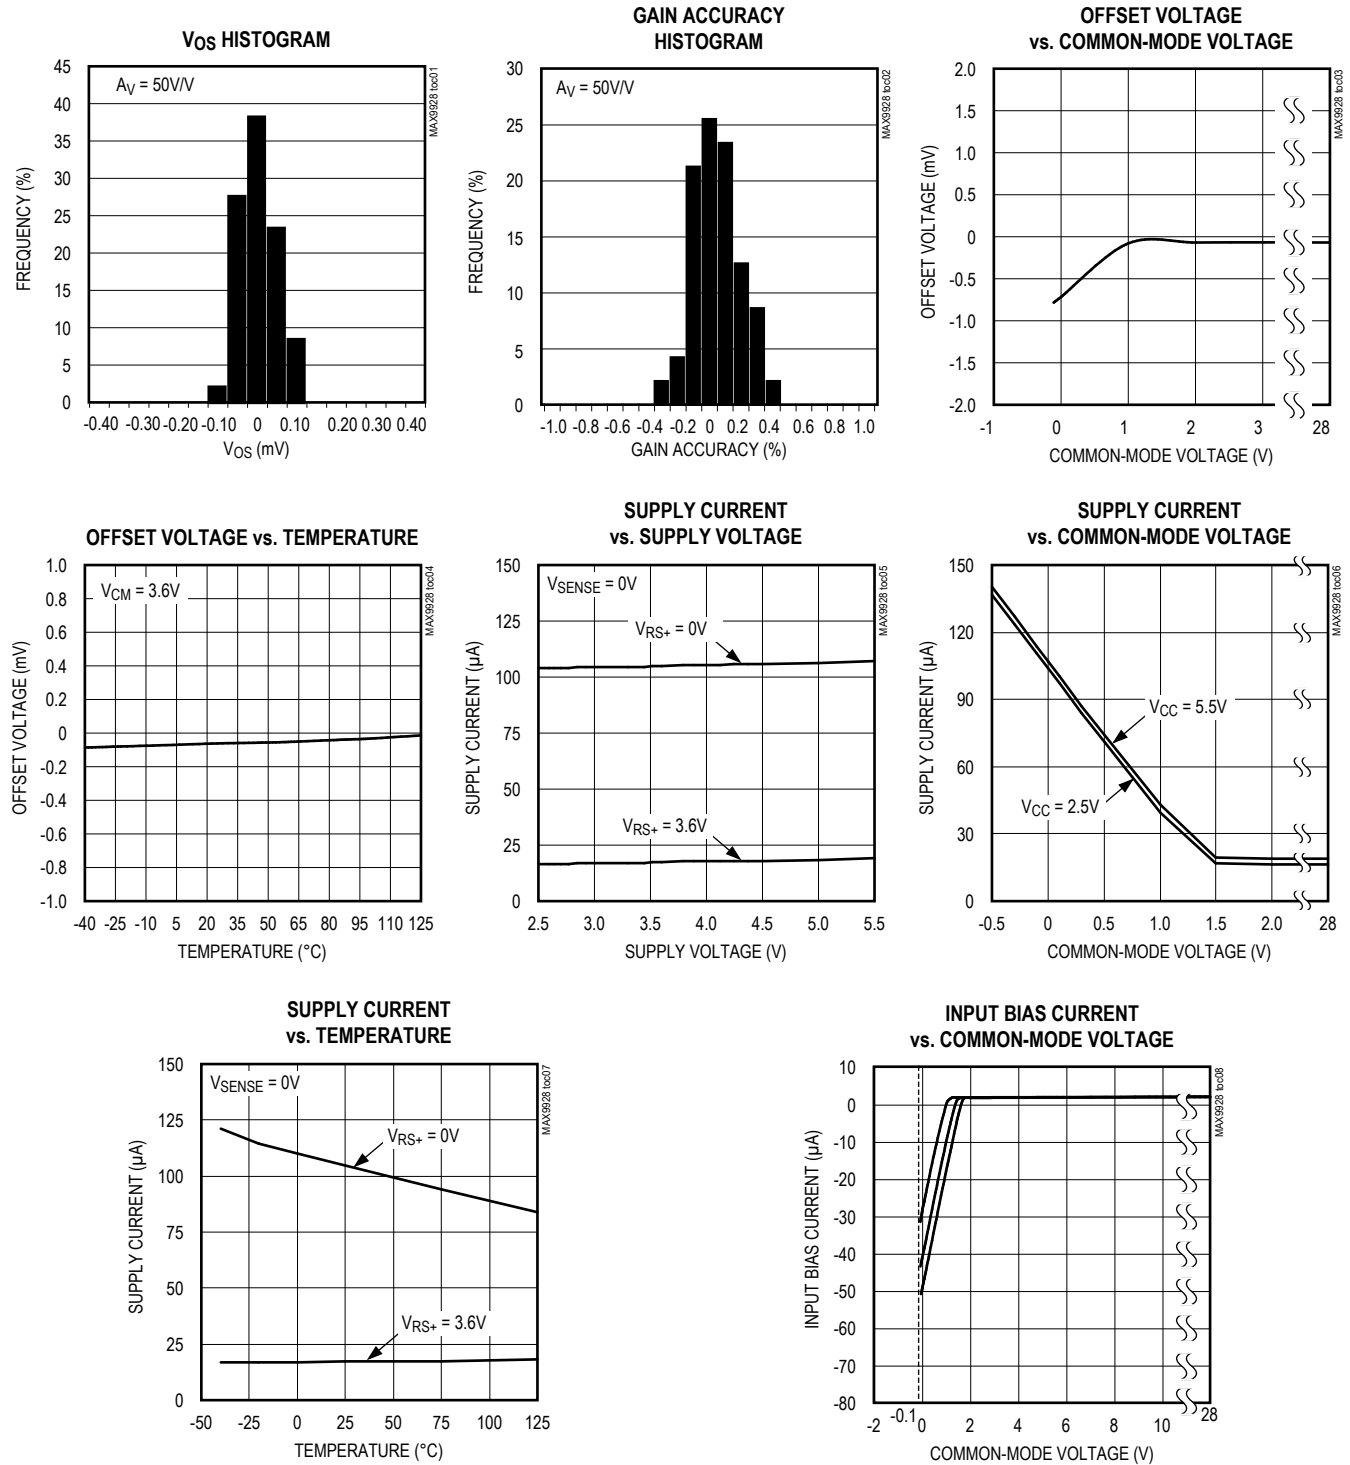 VOS HISTOGRAM
AV = 50V/V
MAX9928 toc01
FREQUENCY (%)
45
40
35
30
25
20
15
10
5
0
-0.40 -0.30 -0.20 -0.10 0 0.10 0.20 0.30 0.40
VOS (mV)
GAIN ACCURACY
HISTOGRAM
AV = 50V/V
MAX9928 toc02
FREQUENCY (%)
30
25
20
15
10
5
0
-1.0 -0.8 -0.6 -0.4 -0.2 0 0.2 0.4 0.6 0.8 1.0
GAIN ACCURACY (%)
OFFSET VOLTAGE
vs. COMMON-MODE VOLTAGE
MAX9928 toc03
OFFSET VOLTAGE (mV)
2.0
1.5
1.0
0.5
0
-0.5
-1.0
-1.5
-2.0
-1 0 1 2 3 28
COMMON-MODE VOLTAGE (V)
OFFSET VOLTAGE vs. TEMPERATURE
VCM = 3.6V
MAX9928 toc04
OFFSET VOLTAGE (mV)
1.0
0.8
0.6
0.4
0.2
0
-0.2
-0.4
-0.6
-0.8
-1.0
-40 -25 -10 5 20 35 50 65 80 95 110 125
TEMPERATURE (°C)
SUPPLY CURRENT
vs. SUPPLY VOLTAGE
VSENSE = 0V
MAX9928 toc05
VRS+ = 0V
VRS+ = 3.6V
SUPPLY CURRENT (µA)
150
125
100
75
50
25
0
2.5 3.0 3.5 4.0 4.5 5.0 5.5
SUPPLY VOLTAGE (V)
SUPPLY CURRENT
vs. COMMON-MODE VOLTAGE
MAX9928 toc06
VCC = 5.5V
VCC = 2.5V
SUPPLY CURRENT (µA)
150
120
90
60
30
0
-0.5 0 0.5 1.0 1.5 2.0 28
COMMON-MODE VOLTAGE (V)
SUPPLY CURRENT
vs. TEMPERATURE
VSENSE = 0V
MAX9928 toc07
VRS+ = 0V
VRS+ = 3.6V
SUPPLY CURRENT (µA)
150
125
100
75
50
25
0
-50 -25 0 25 50 75 100 125
TEMPERATURE (°C)
INPUT BIAS CURRENT
vs. COMMON-MODE VOLTAGE
MAX9928 toc08
INPUT BIAS CURRENT (µA)
10
0
-10
-20
-30
-40
-50
-60
-70
-80
-2 -0.1 0 2 4 6 8 10 28
COMMON-MODE VOLTAGE (V)